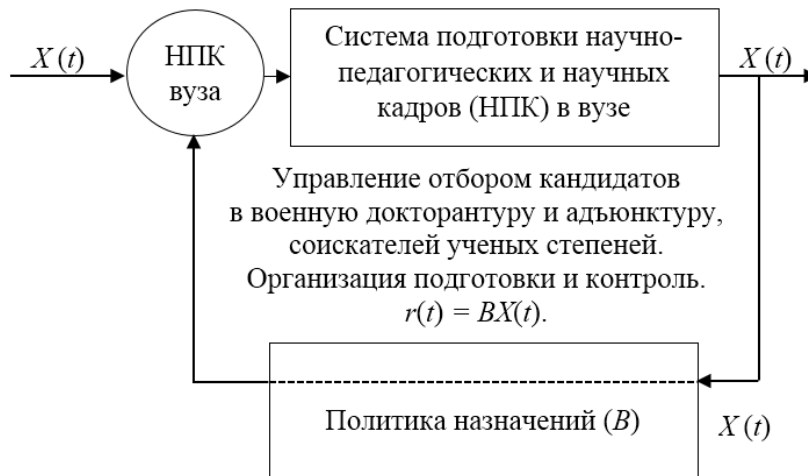 X (t)
НПК
вуза
Система подготовки научно-
педагогических и научных
кадров (НПК) в вузе
X (t)
Управление отбором кандидатов
в военную докторантуру и адъюнктуру,
соискателей ученых степеней.
Организация подготовки и контроль.
r(t) = BX(t).
Политика назначений (B)
X (t)